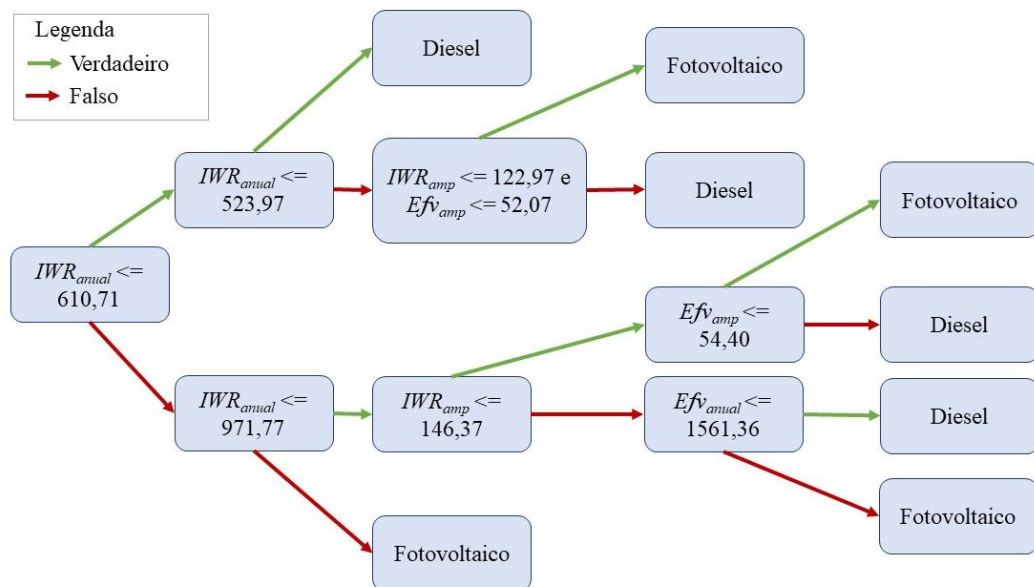 Legenda
Verdadeiro
Falso
Diesel
Fotovoltaico
IWRanual <=
523,97
IWRamp <= 122,97 e
Efvamp <= 52,07
Diesel
Fotovoltaico
IWRanual <=
610,71
Efvamp <=
54,40
Diesel
IWRanual <=
971,77
IWRamp <=
146,37
Efvanual <=
1561,36
Diesel
Fotovoltaico
Fotovoltaico